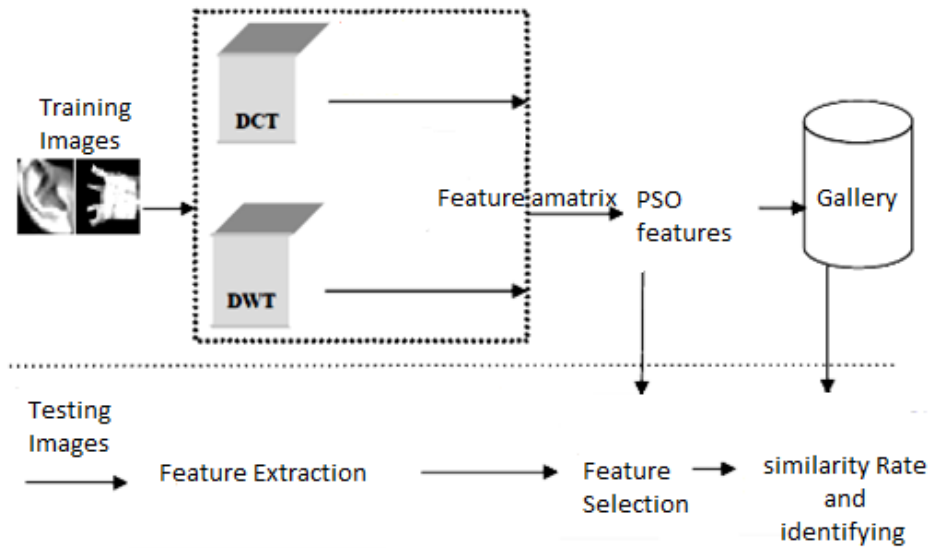 Training
Images
DCT
DWT
Feature amatrix
PSO
features
Gallery
Testing
Images
Feature Extraction
Feature
Selection
similarity Rate
and
identifying